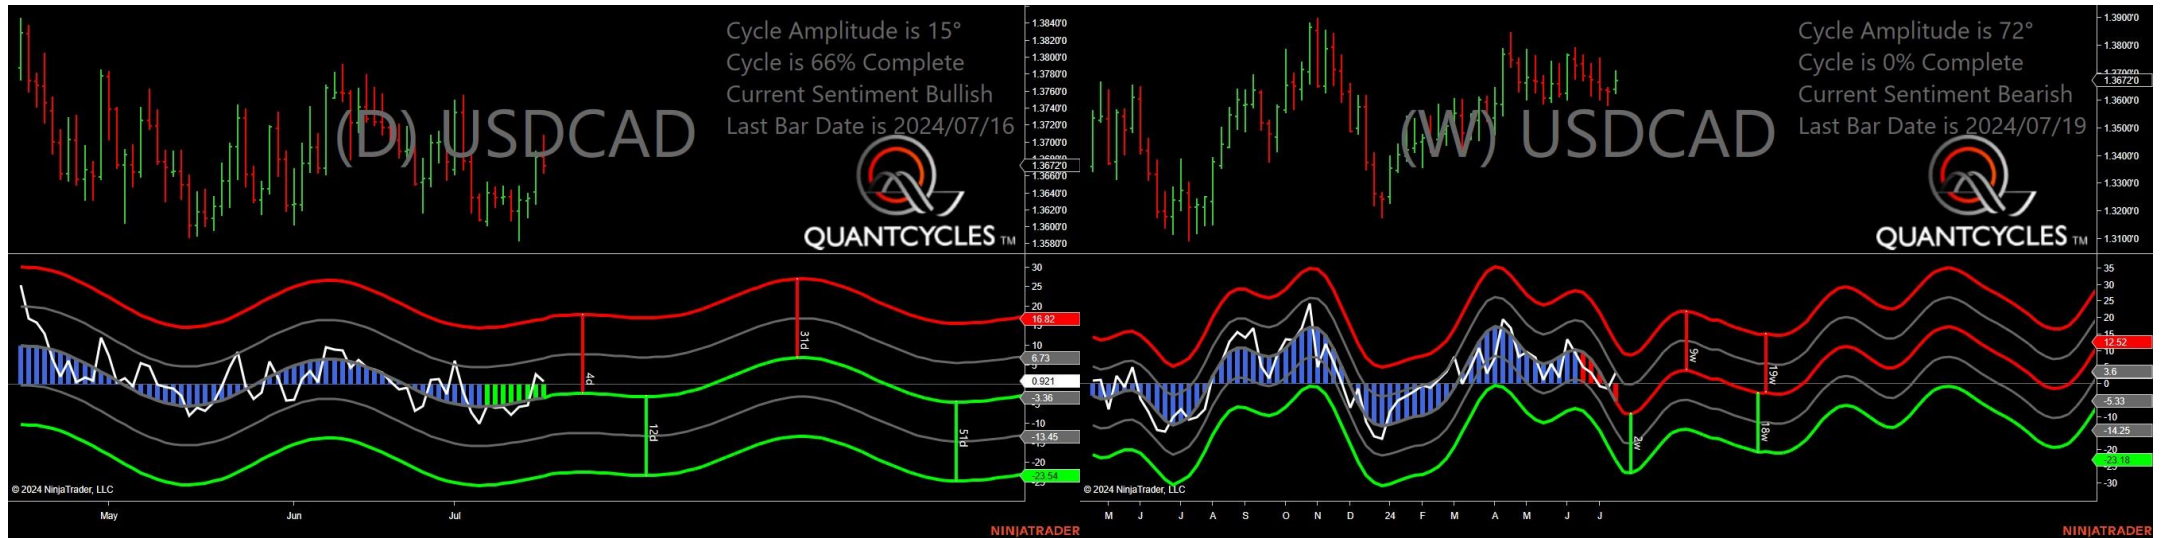 Cycle Amplitude is 15°
Cycle is 66% Complete
Current Sentiment Bullish
Last Bar Date is 2024/07/16
(D) USDCAD
QUANTCYCLES TM
1.3840'0
1.3820'0
1.3800'0
1.3780'0
1.3760'0
1.3740'0
1.3720'0
1.3700'0
1.3672'0
1.3660'0
1.3640'0
1.3620'0
1.3600'0
1.3580'0
30
25
20
16.82
10
6.73
0.921
-3.36
-10
-13.45
-20
-23.54
4d
12d
31d
51d
© 2024 NinjaTrader, LLC
May Jun Jul
NINJATRADER
Cycle Amplitude is 72°
Cycle is 0% Complete
Current Sentiment Bearish
Last Bar Date is 2024/07/19
(W) USDCAD
QUANTCYCLES TM
1.3900'0
1.3800'0
1.3700'0
1.3672'0
1.3600'0
1.3500'0
1.3400'0
1.3300'0
1.3200'0
1.3100'0
35
30
25
20
15
12.52
10
3.6
0
-5.33
-10
-14.25
-20
-23.18
-30
2w
9w
18w
19w
© 2024 NinjaTrader, LLC
M J J A S O N D 24 F M A M J J
NINJATRADER